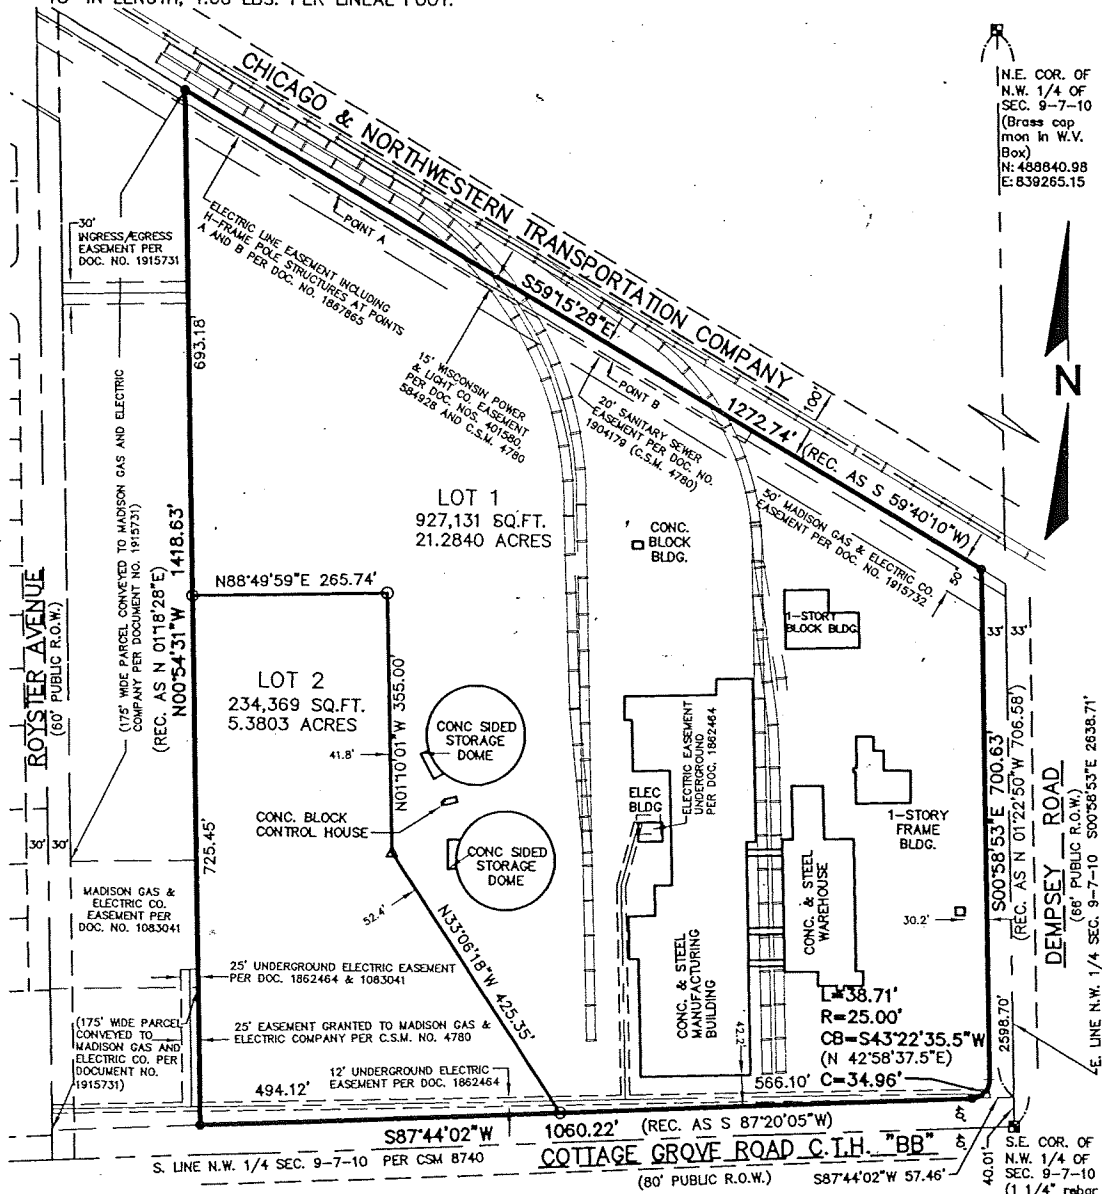 18" IN LENGTH, 1.68 LBS. PER LINEAL FOOT.
CHICAGO & NORTHWESTERN TRANSPORTATION COMPANY
N.E. COR. OF
N.W. 1/4 OF
SEC. 9-7-10
(Brass cap
mon in W.V.
Box)
N: 488840.98
E: 839265.15
30'
INGRESS/EGRESS
EASEMENT PER
DOC. NO. 1915731
ELECTRIC LINE EASEMENT INCLUDING
H-FRAME POLE STRUCTURES AT POINTS
A AND B PER DOC. NO. 1867865
POINT A
S59°15'28"E
1272.74'
(REC. AS S 59°40'10"W)
100'
15' WISCONSIN POWER
& LIGHT CO. EASEMENT
PER DOC. NOS. 401580,
584928 AND C.S.M. 4780
POINT B
20' SANITARY SEWER
EASEMENT PER DOC. NO.
1904179 (C.S.M. 4780)
50' MADISON GAS & ELECTRIC CO.
EASEMENT PER DOC. NO. 1915732
50'
N
693.18'
(175' WIDE PARCEL CONVEYED TO MADISON GAS AND ELECTRIC
COMPANY PER DOCUMENT NO. 1915731)
N00°54'31"W 1418.63'
(REC. AS N 01°18'28"E)
ROYSTER AVENUE
(60' PUBLIC R.O.W.)
LOT 1
927,131 SQ.FT.
21.2840 ACRES
CONC.
BLOCK
BLDG.
N88°49'59"E 265.74'
1-STORY
BLOCK BLDG.
33' 33'
LOT 2
234,369 SQ.FT.
5.3803 ACRES
N01°10'01"W 355.00'
41.8'
CONC SIDED
STORAGE
DOME
CONC. BLOCK
CONTROL HOUSE
CONC SIDED
STORAGE
DOME
ELEC
BLDG
ELECTRIC EASEMENT
UNDERGROUND
PER DOC. 1862464
1-STORY
FRAME
BLDG.
S00°58'53"E 700.63'
(REC. AS N 01°22'50"W 706.58')
DEMPSEY ROAD
(66' PUBLIC R.O.W.)
E. LINE N.W. 1/4 SEC. 9-7-10 S00°58'53"E 2638.71'
30' 30'
725.45'
MADISON GAS &
ELECTRIC CO.
EASEMENT PER
DOC. NO. 1083041
52.4'
N33°06'18"W 425.35'
CONC. & STEEL
WAREHOUSE
30.2'
25' UNDERGROUND ELECTRIC EASEMENT
PER DOC. 1862464 & 1083041
CONC. & STEEL
MANUFACTURING
BUILDING
L=38.71'
R=25.00'
CB=S43°22'35.5"W
(N 42°58'37.5"E)
C=34.96'
2598.70'
(175' WIDE PARCEL
CONVEYED TO
MADISON GAS AND
ELECTRIC CO. PER
DOCUMENT NO.
1915731)
25' EASEMENT GRANTED TO MADISON GAS &
ELECTRIC COMPANY PER C.S.M. NO. 4780
42.2'
12' UNDERGROUND ELECTRIC
EASEMENT PER DOC. 1862464
494.12'
566.10'
40'
40'
40.01'
S87°44'02"W 1060.22' (REC. AS S 87°20'05"W)
S. LINE N.W. 1/4 SEC. 9-7-10 PER CSM 8740
COTTAGE GROVE ROAD C.T.H. "BB"
(80' PUBLIC R.O.W.)
S87°44'02"W 57.46'
S.E. COR. OF
N.W. 1/4 OF
SEC. 9-7-10
(1 1/4" rebar